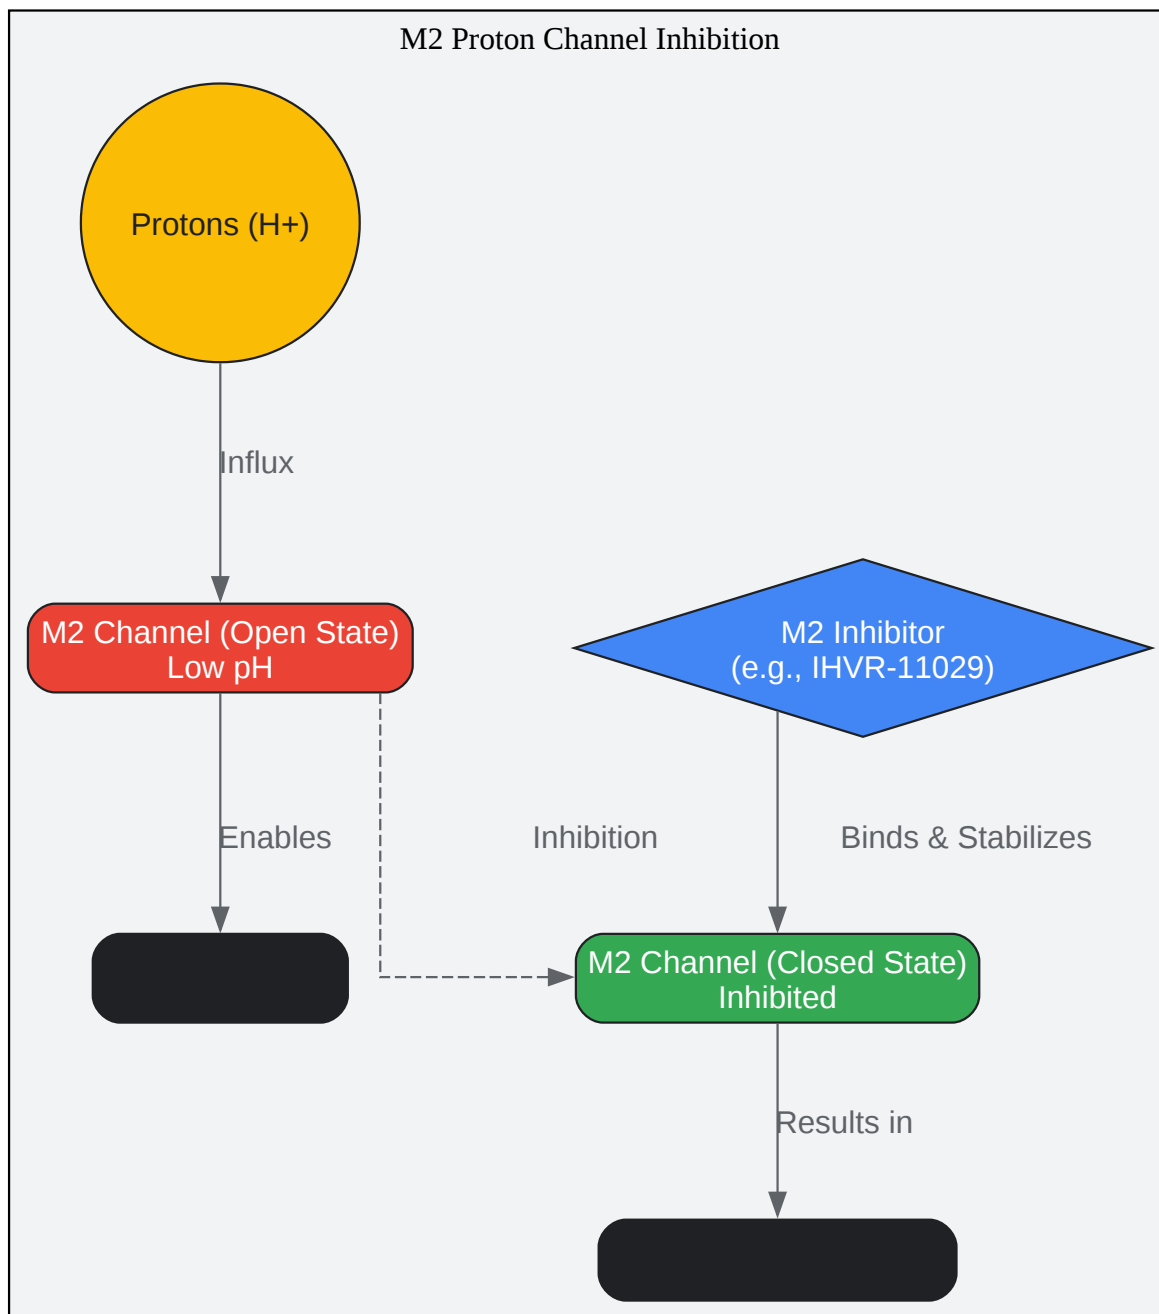 M2 Proton Channel Inhibition
Protons (H+)
Influx
M2 Channel (Open State)
Low pH
M2 Inhibitor
(e.g., IHVR-11029)
Enables
Inhibition
Binds & Stabilizes
M2 Channel (Closed State)
Inhibited
Results in